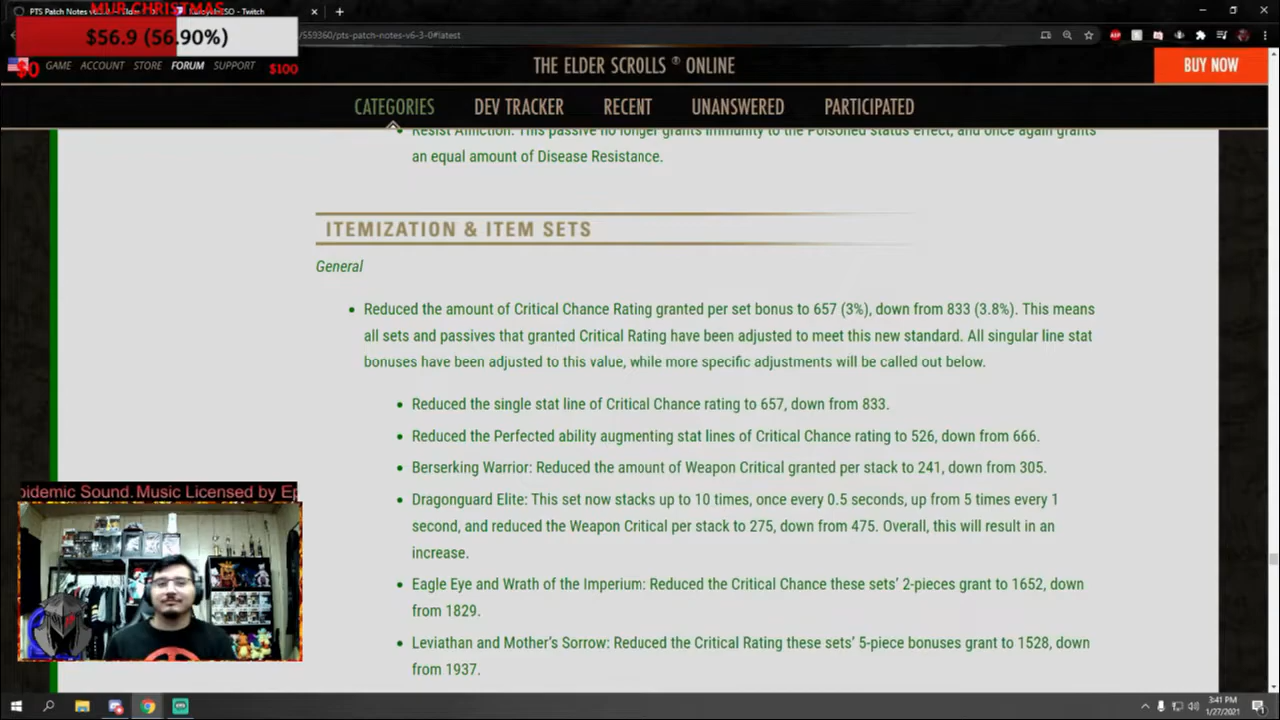 PTS Patch Notes v6.
ESO - Twitch
MUB CHRISTMAS
$56.9 (56.90%)
$0
$100
/559360/pts-patch-notes-v6-3-0#latest
GAME ACCOUNT STORE FORUM SUPPORT
THE ELDER SCROLLS ® ONLINE
BUY NOW
CATEGORIES DEV TRACKER RECENT UNANSWERED PARTICIPATED
Resist Affliction: This passive no longer grants immunity to the Poisoned status effect, and once again grants
an equal amount of Disease Resistance.
ITEMIZATION & ITEM SETS
General
Reduced the amount of Critical Chance Rating granted per set bonus to 657 (3%), down from 833 (3.8%). This means
all sets and passives that granted Critical Rating have been adjusted to meet this new standard. All singular line stat
bonuses have been adjusted to this value, while more specific adjustments will be called out below.
Reduced the single stat line of Critical Chance rating to 657, down from 833.
Reduced the Perfected ability augmenting stat lines of Critical Chance rating to 526, down from 666.
Berserking Warrior: Reduced the amount of Weapon Critical granted per stack to 241, down from 305.
Dragonguard Elite: This set now stacks up to 10 times, once every 0.5 seconds, up from 5 times every 1
second, and reduced the Weapon Critical per stack to 275, down from 475. Overall, this will result in an
increase.
Eagle Eye and Wrath of the Imperium: Reduced the Critical Chance these sets' 2-pieces grant to 1652, down
from 1829.
Leviathan and Mother's Sorrow: Reduced the Critical Rating these sets' 5-piece bonuses grant to 1528, down
from 1937.
pidemic Sound. Music Licensed by Ep
3:41 PM
1/27/2021